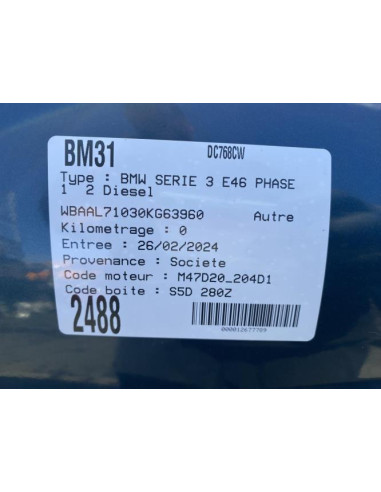 BM31 DC768CW
Type : BMW SERIE 3 E46 PHASE
1 2 Diesel
WBAAL71030KG63960 Autre
Kilometrage : 0
Entree : 26/02/2024
Provenance : Societe
Code moteur : M47D20_204D1
Code boite : S5D 280Z
2488
000012677789